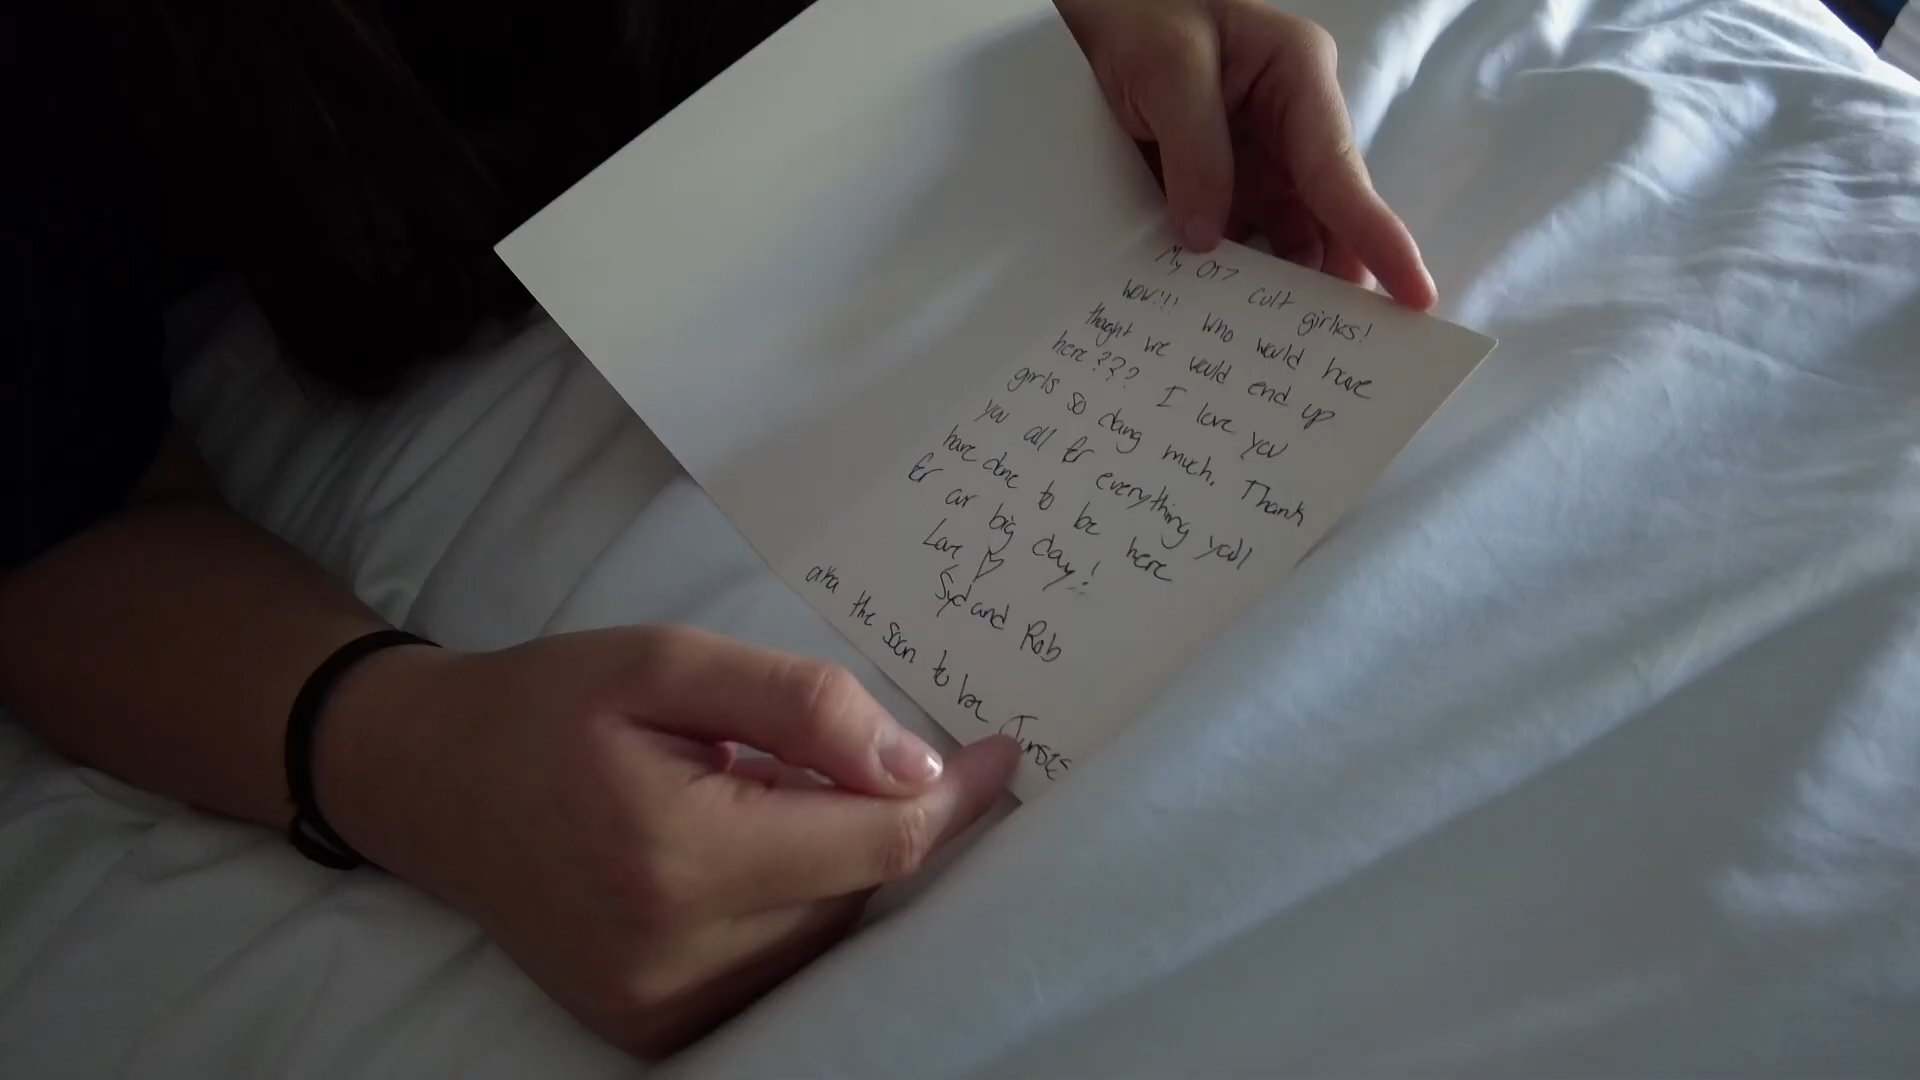 My OT7 cult girlies!
Wow!!! Who would have
thought we would end up
here??? I love you
girls so dang much. Thank
you all for everything yall
have done to be here
for our big day!
Love ♡
Syd and Rob
aka the soon to be